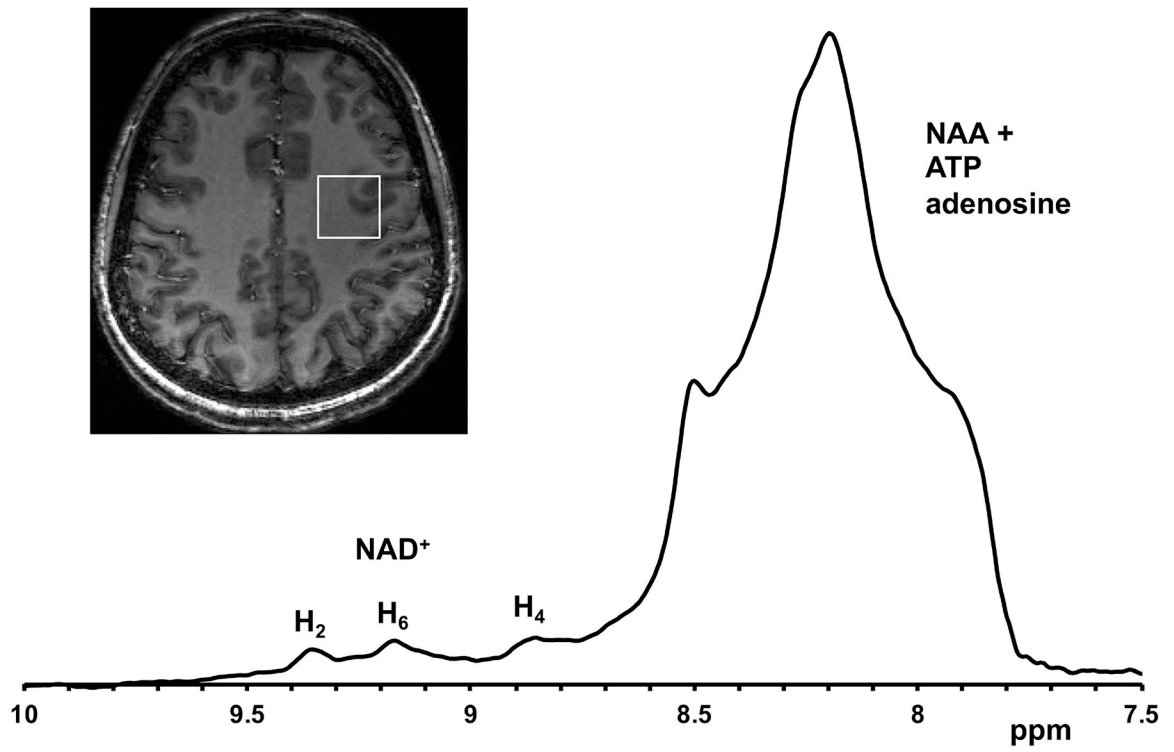 NAA +
ATP
adenosine
NAD⁺
H₂
H₆
H₄
10
9.5
9
8.5
8
7.5
ppm